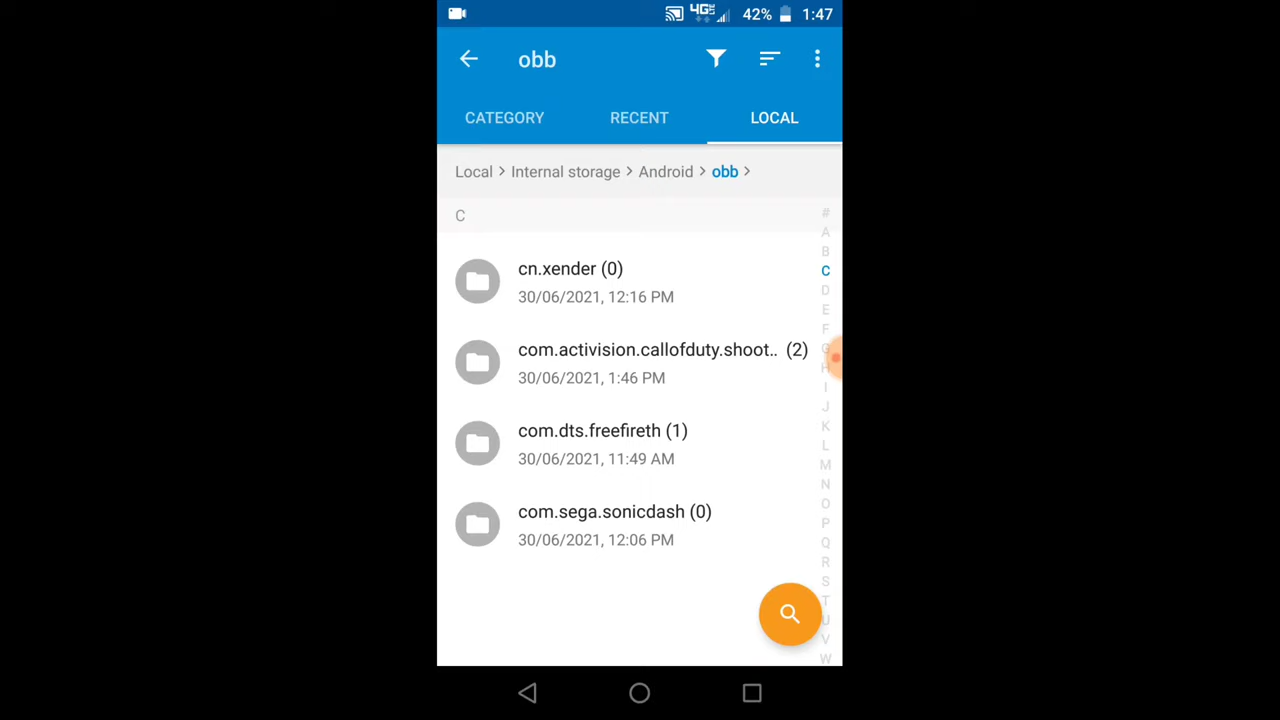 4G LTE 42% 1:47
obb
CATEGORY RECENT LOCAL
Local > Internal storage > Android > obb >
C
cn.xender (0)
30/06/2021, 12:16 PM
com.activision.callofduty.shoot.. (2)
30/06/2021, 1:46 PM
com.dts.freefireth (1)
30/06/2021, 11:49 AM
com.sega.sonicdash (0)
30/06/2021, 12:06 PM
#
A
B
C
D
E
F
G
H
I
J
K
L
M
N
O
P
Q
R
S
T
U
V
W